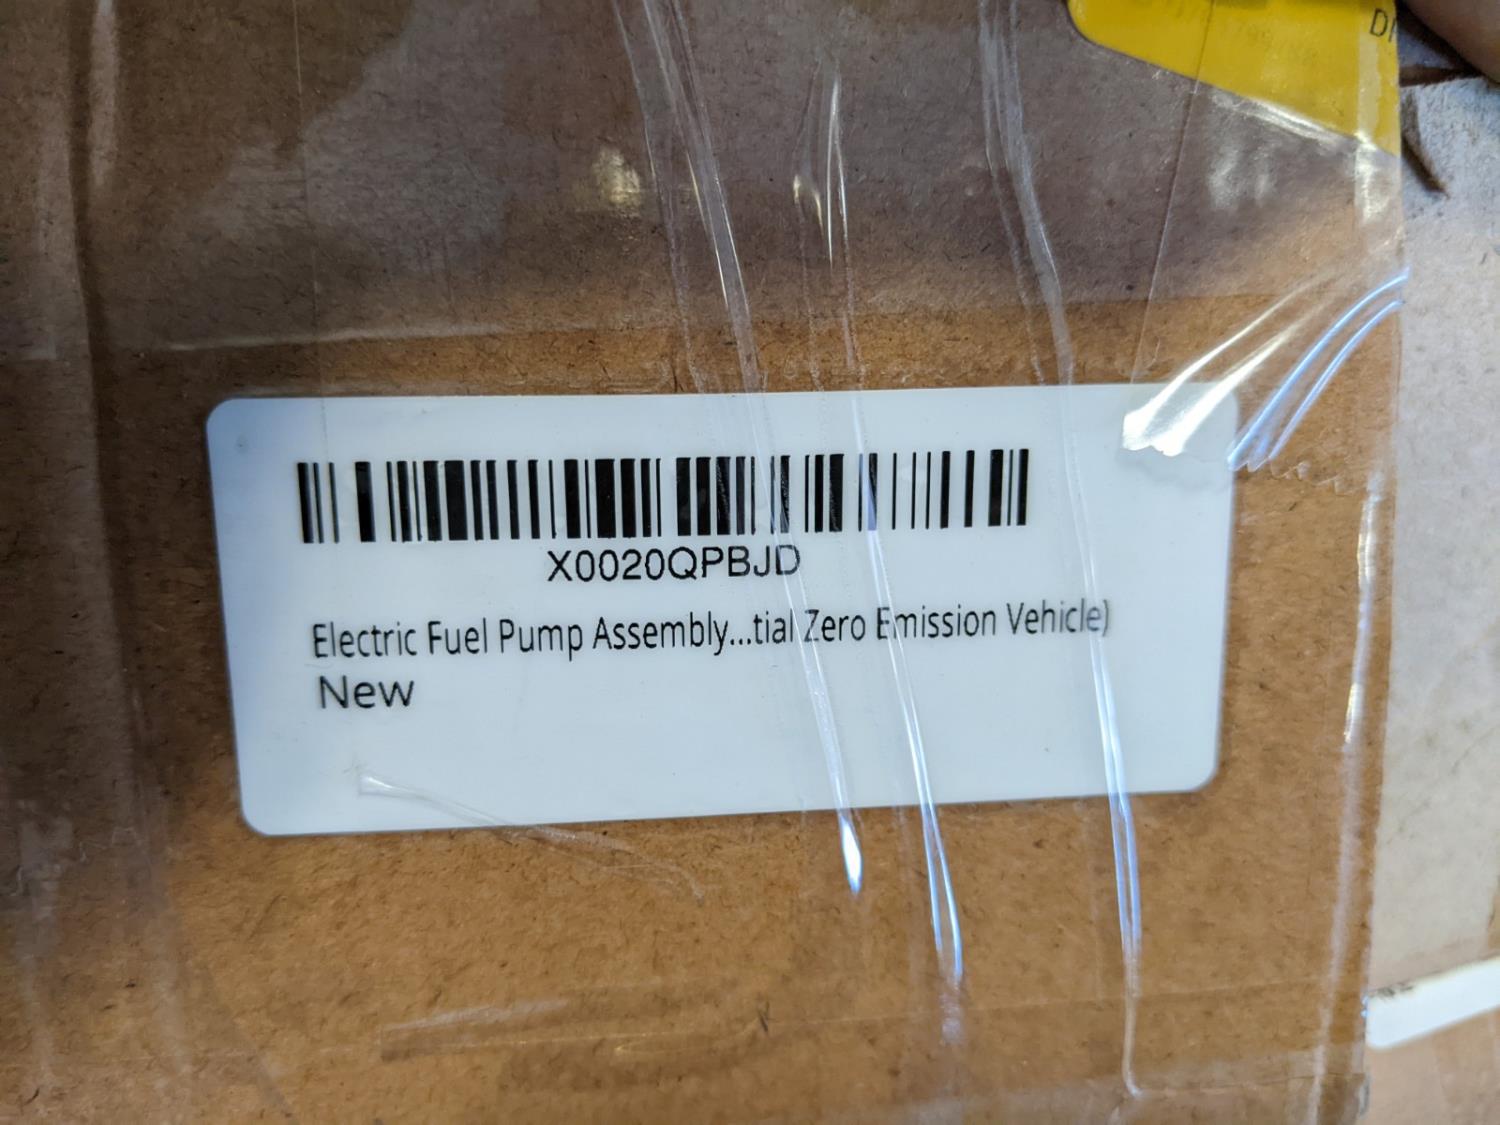 X0020QPBJD
Electric Fuel Pump Assembly...tial Zero Emission Vehicle)
New